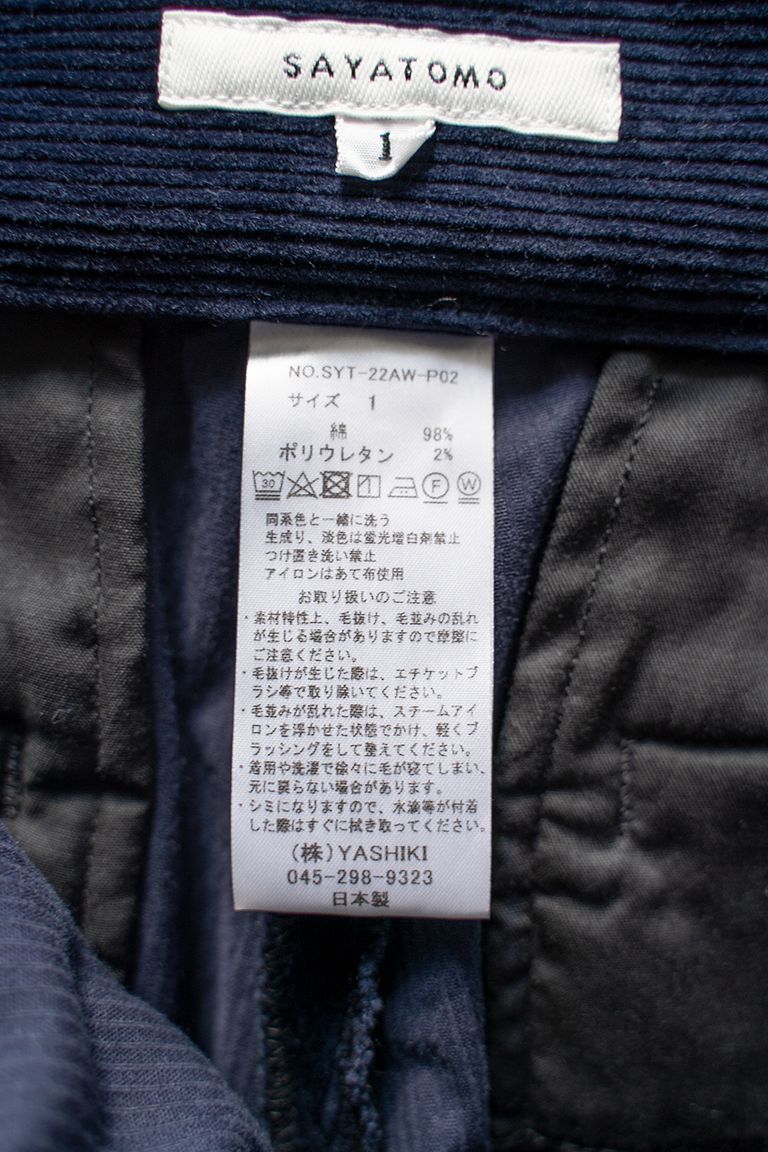 SAYATOMO
1
NO.SYT-22AW-P02
サイズ 1
綿 98%
ポリウレタン 2%
30 F W
同系色と一緒に洗う
生成り、淡色は蛍光増白剤禁止
つけ置き洗い禁止
アイロンはあて布使用
お取り扱いのご注意
・素材特性上、毛抜け、毛並みの乱れ
が生じる場合がありますので摩擦に
ご注意ください。
・毛抜けが生じた際は、エチケットブ
ラシ等で取り除いてください。
・毛並みが乱れた際は、スチームアイ
ロンを浮かせた状態でかけ、軽くブ
ラッシングをして整えてください。
・着用や洗濯で徐々に毛が寝てしまい、
元に戻らない場合があります。
・シミになりますので、水滴等が付着
した際はすぐに拭き取ってください。
(株)YASHIKI
045-298-9323
日本製